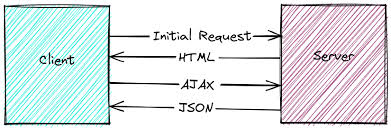 Client
Initial Request
HTML
AJAX
JSON
Server